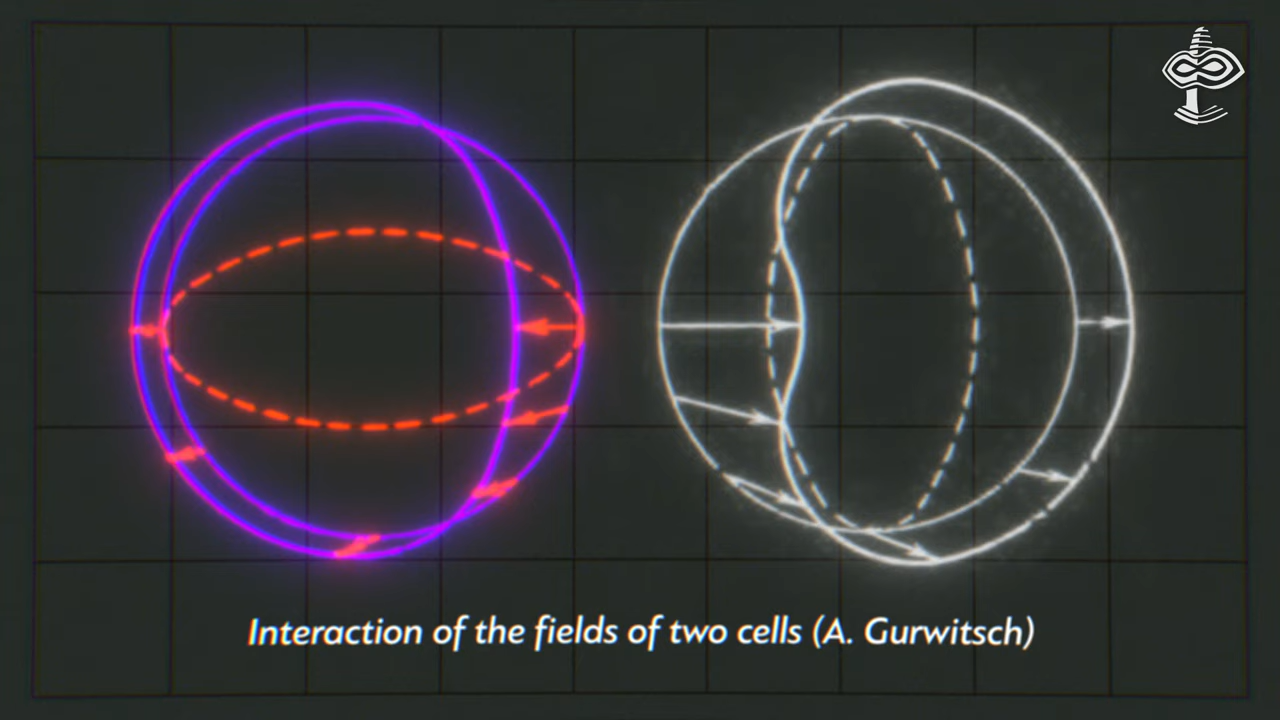 Interaction of the fields of two cells (A. Gurwitsch)